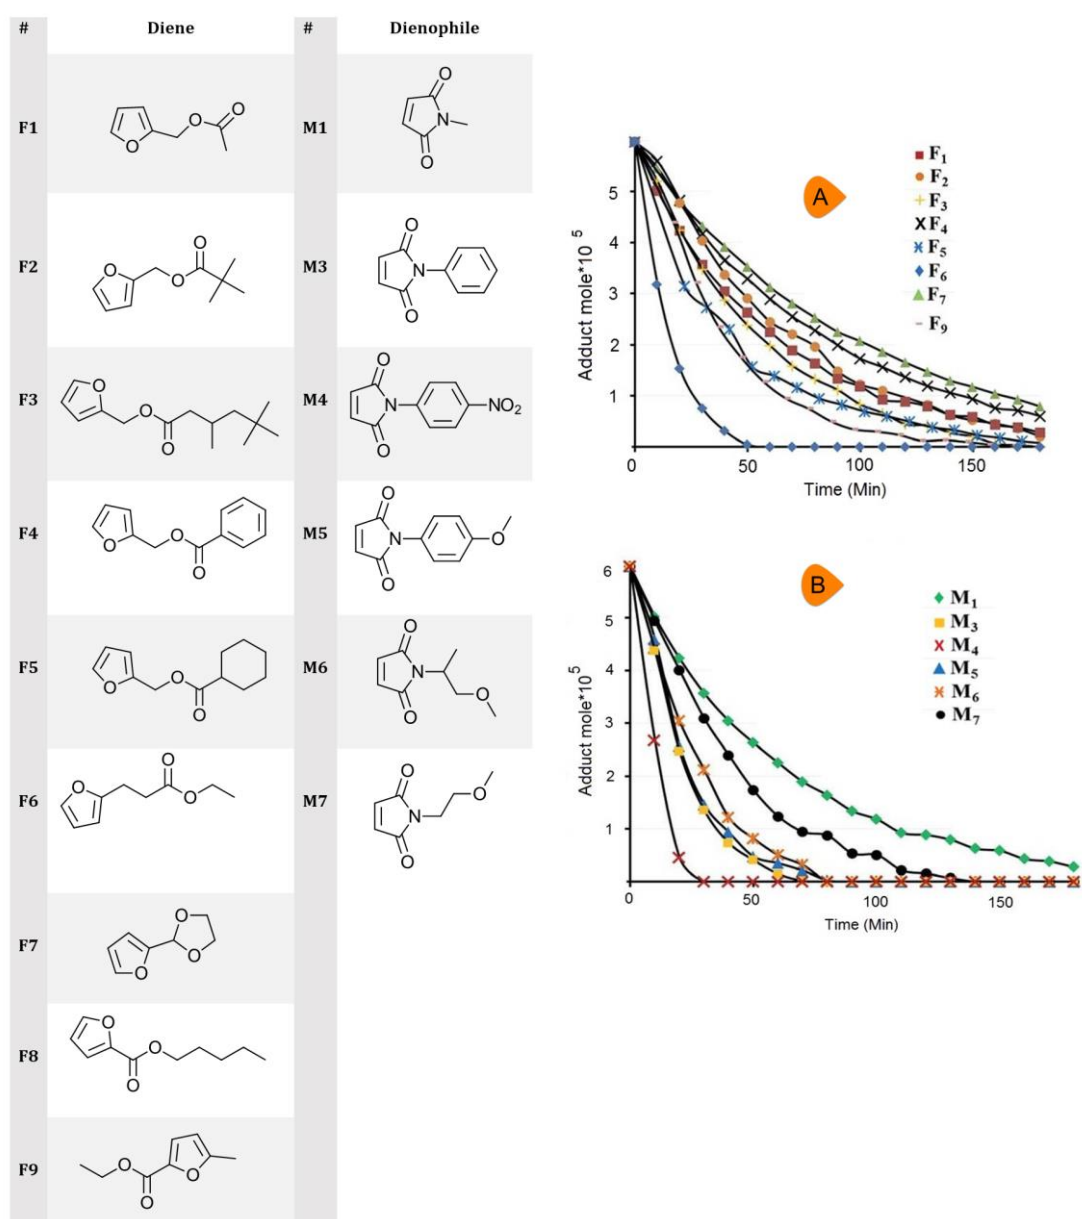 # Diene # Dienophile
F1 O O O M1 O N O
F2 O O O M3 O N O
F3 O O O M4 O N O NO2
F4 O O O M5 O N O O
F5 O O O M6 O N O O
F6 O O O M7 O N O O
F7 O O O
F8 O O O
F9 O O O
A
F1
F2
F3
F4
F5
F6
F7
F9
Adduct mole*10 5
5
4
3
2
1
0 50 100 150
Time (Min)
B
M1
M3
M4
M5
M6
M7
Adduct mole*10 5
6
5
4
3
2
1
0 50 100 150
Time (Min)